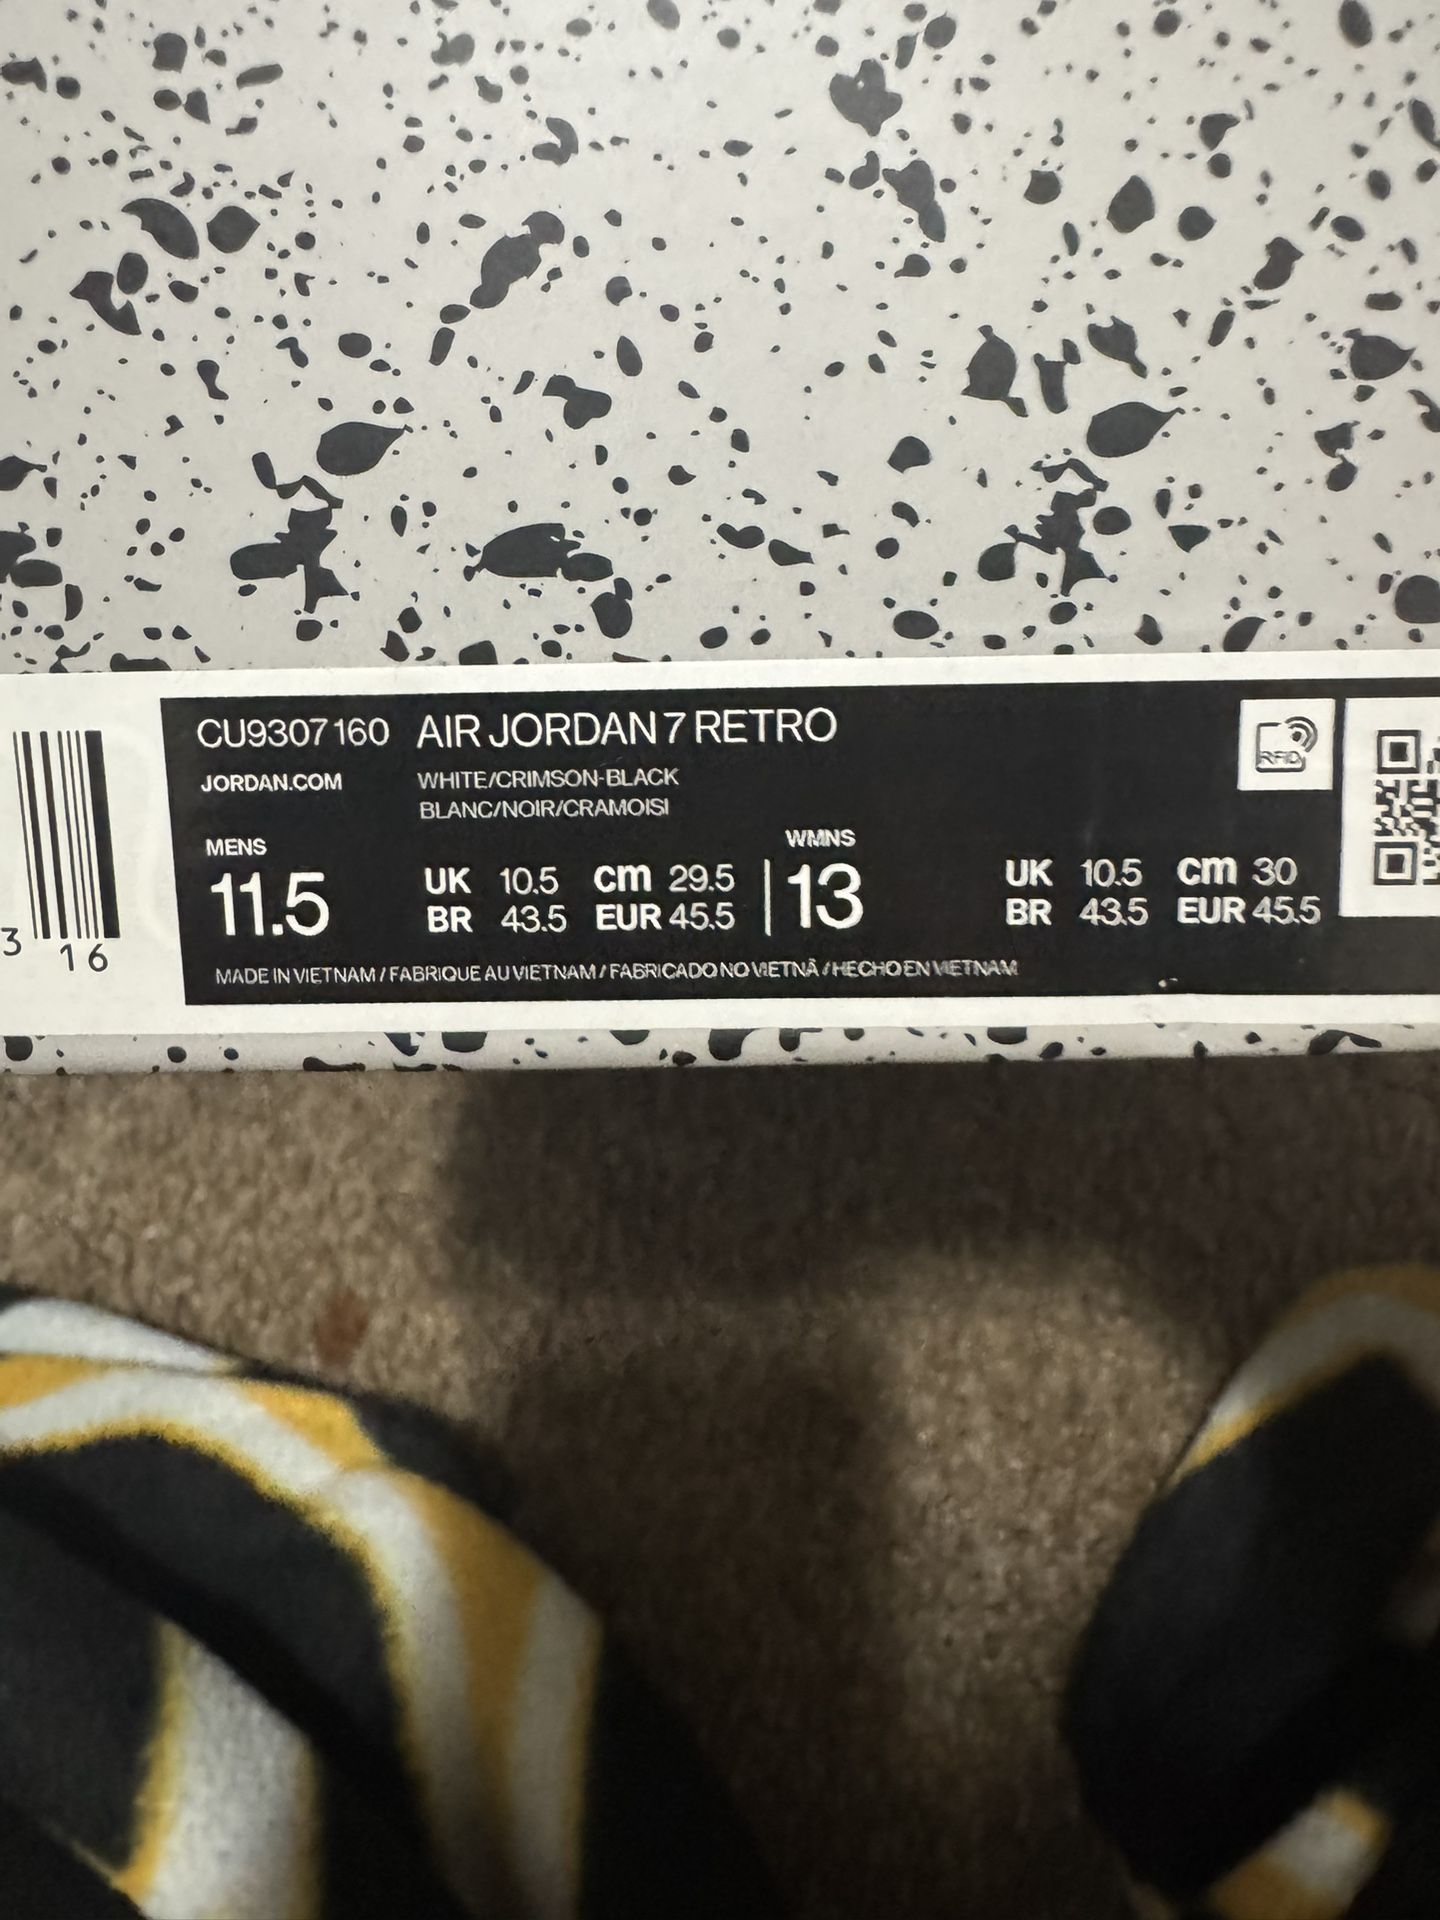 CU9307 160 AIR JORDAN 7 RETRO
RFID
JORDAN.COM WHITE/CRIMSON-BLACK
BLANC/NOIR/CRAMOISI
MENS WMNS
11.5 UK 10.5 cm 29.5 13 UK 10.5 cm 30
BR 43.5 EUR 45.5 BR 43.5 EUR 45.5
3 16
MADE IN VIETNAM / FABRIQUE AU VIETNAM / FABRICADO NO VIETNÃ / HECHO EN VIETNAM